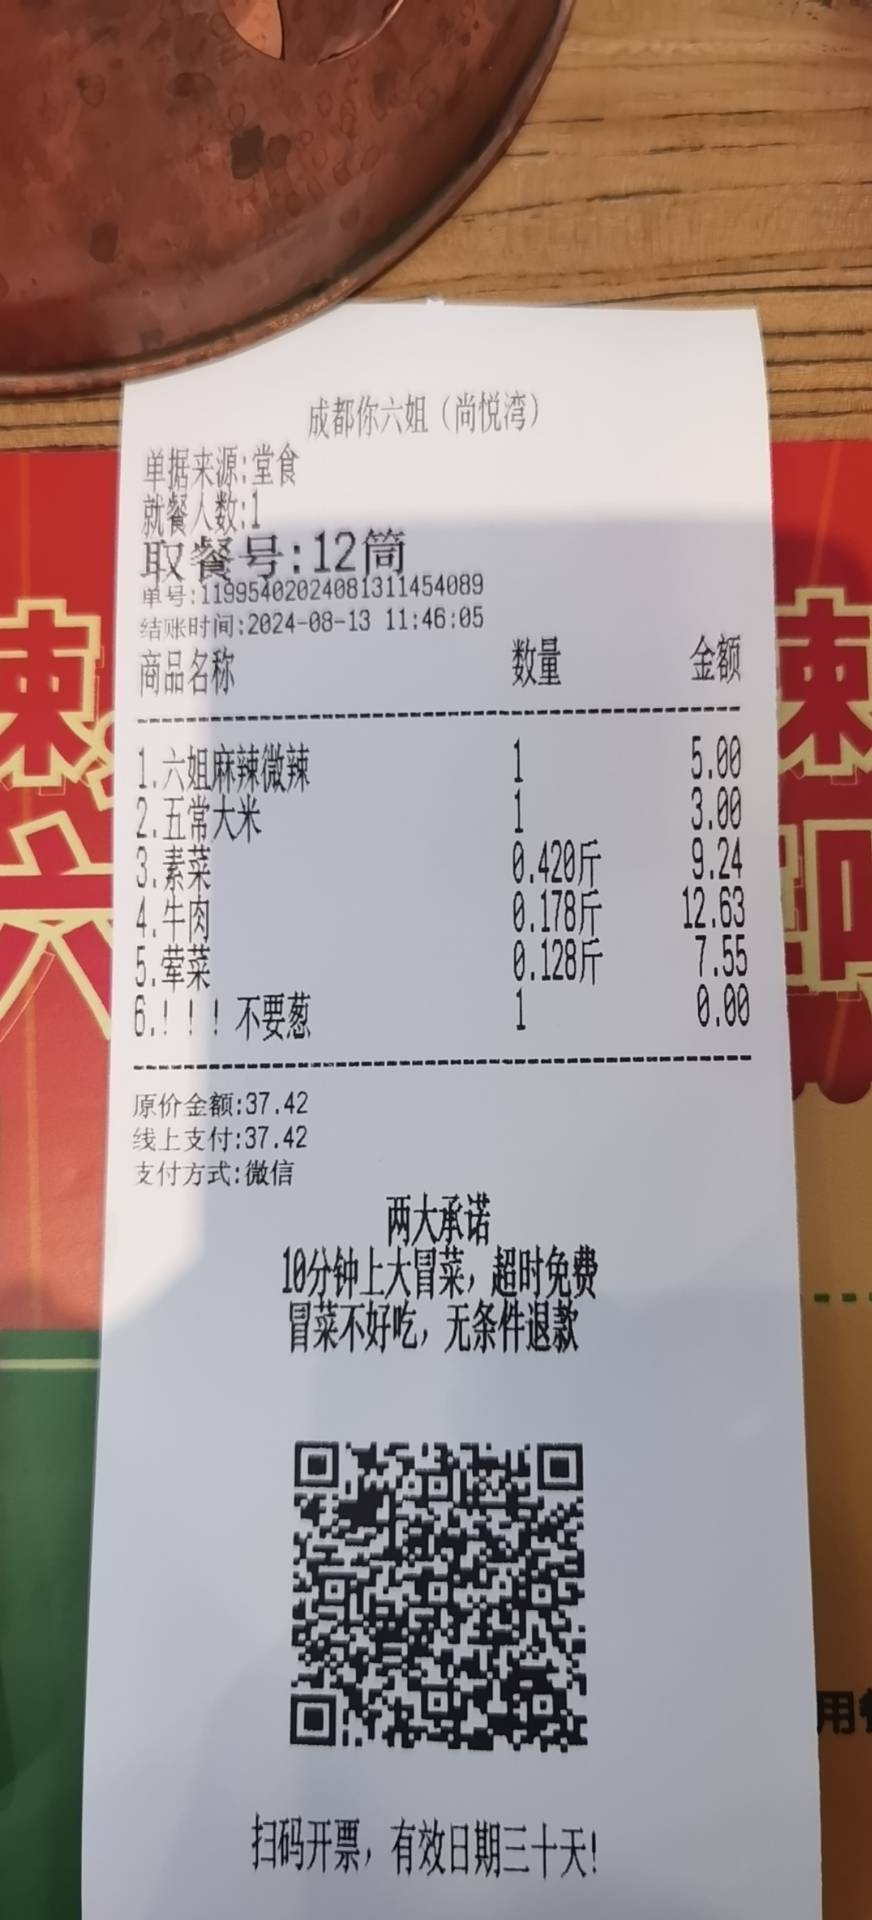 成都你六姐（尚悦湾）
单据来源:堂食
就餐人数:1
取餐号:12筒
单号:11995402024081311454089
结账时间:2024-08-13 11:46:05
商品名称 数量 金额
1.六姐麻辣微辣 1 5.00
2.五常大米 1 3.00
3.素菜 0.420斤 9.24
4.牛肉 0.178斤 12.63
5.荤菜 0.128斤 7.55
6.！！！不要葱 1 0.00
原价金额:37.42
线上支付:37.42
支付方式:微信
两大承诺
10分钟上大冒菜，超时免费
冒菜不好吃，无条件退款
扫码开票，有效日期三十天!
辣
六
辣
用